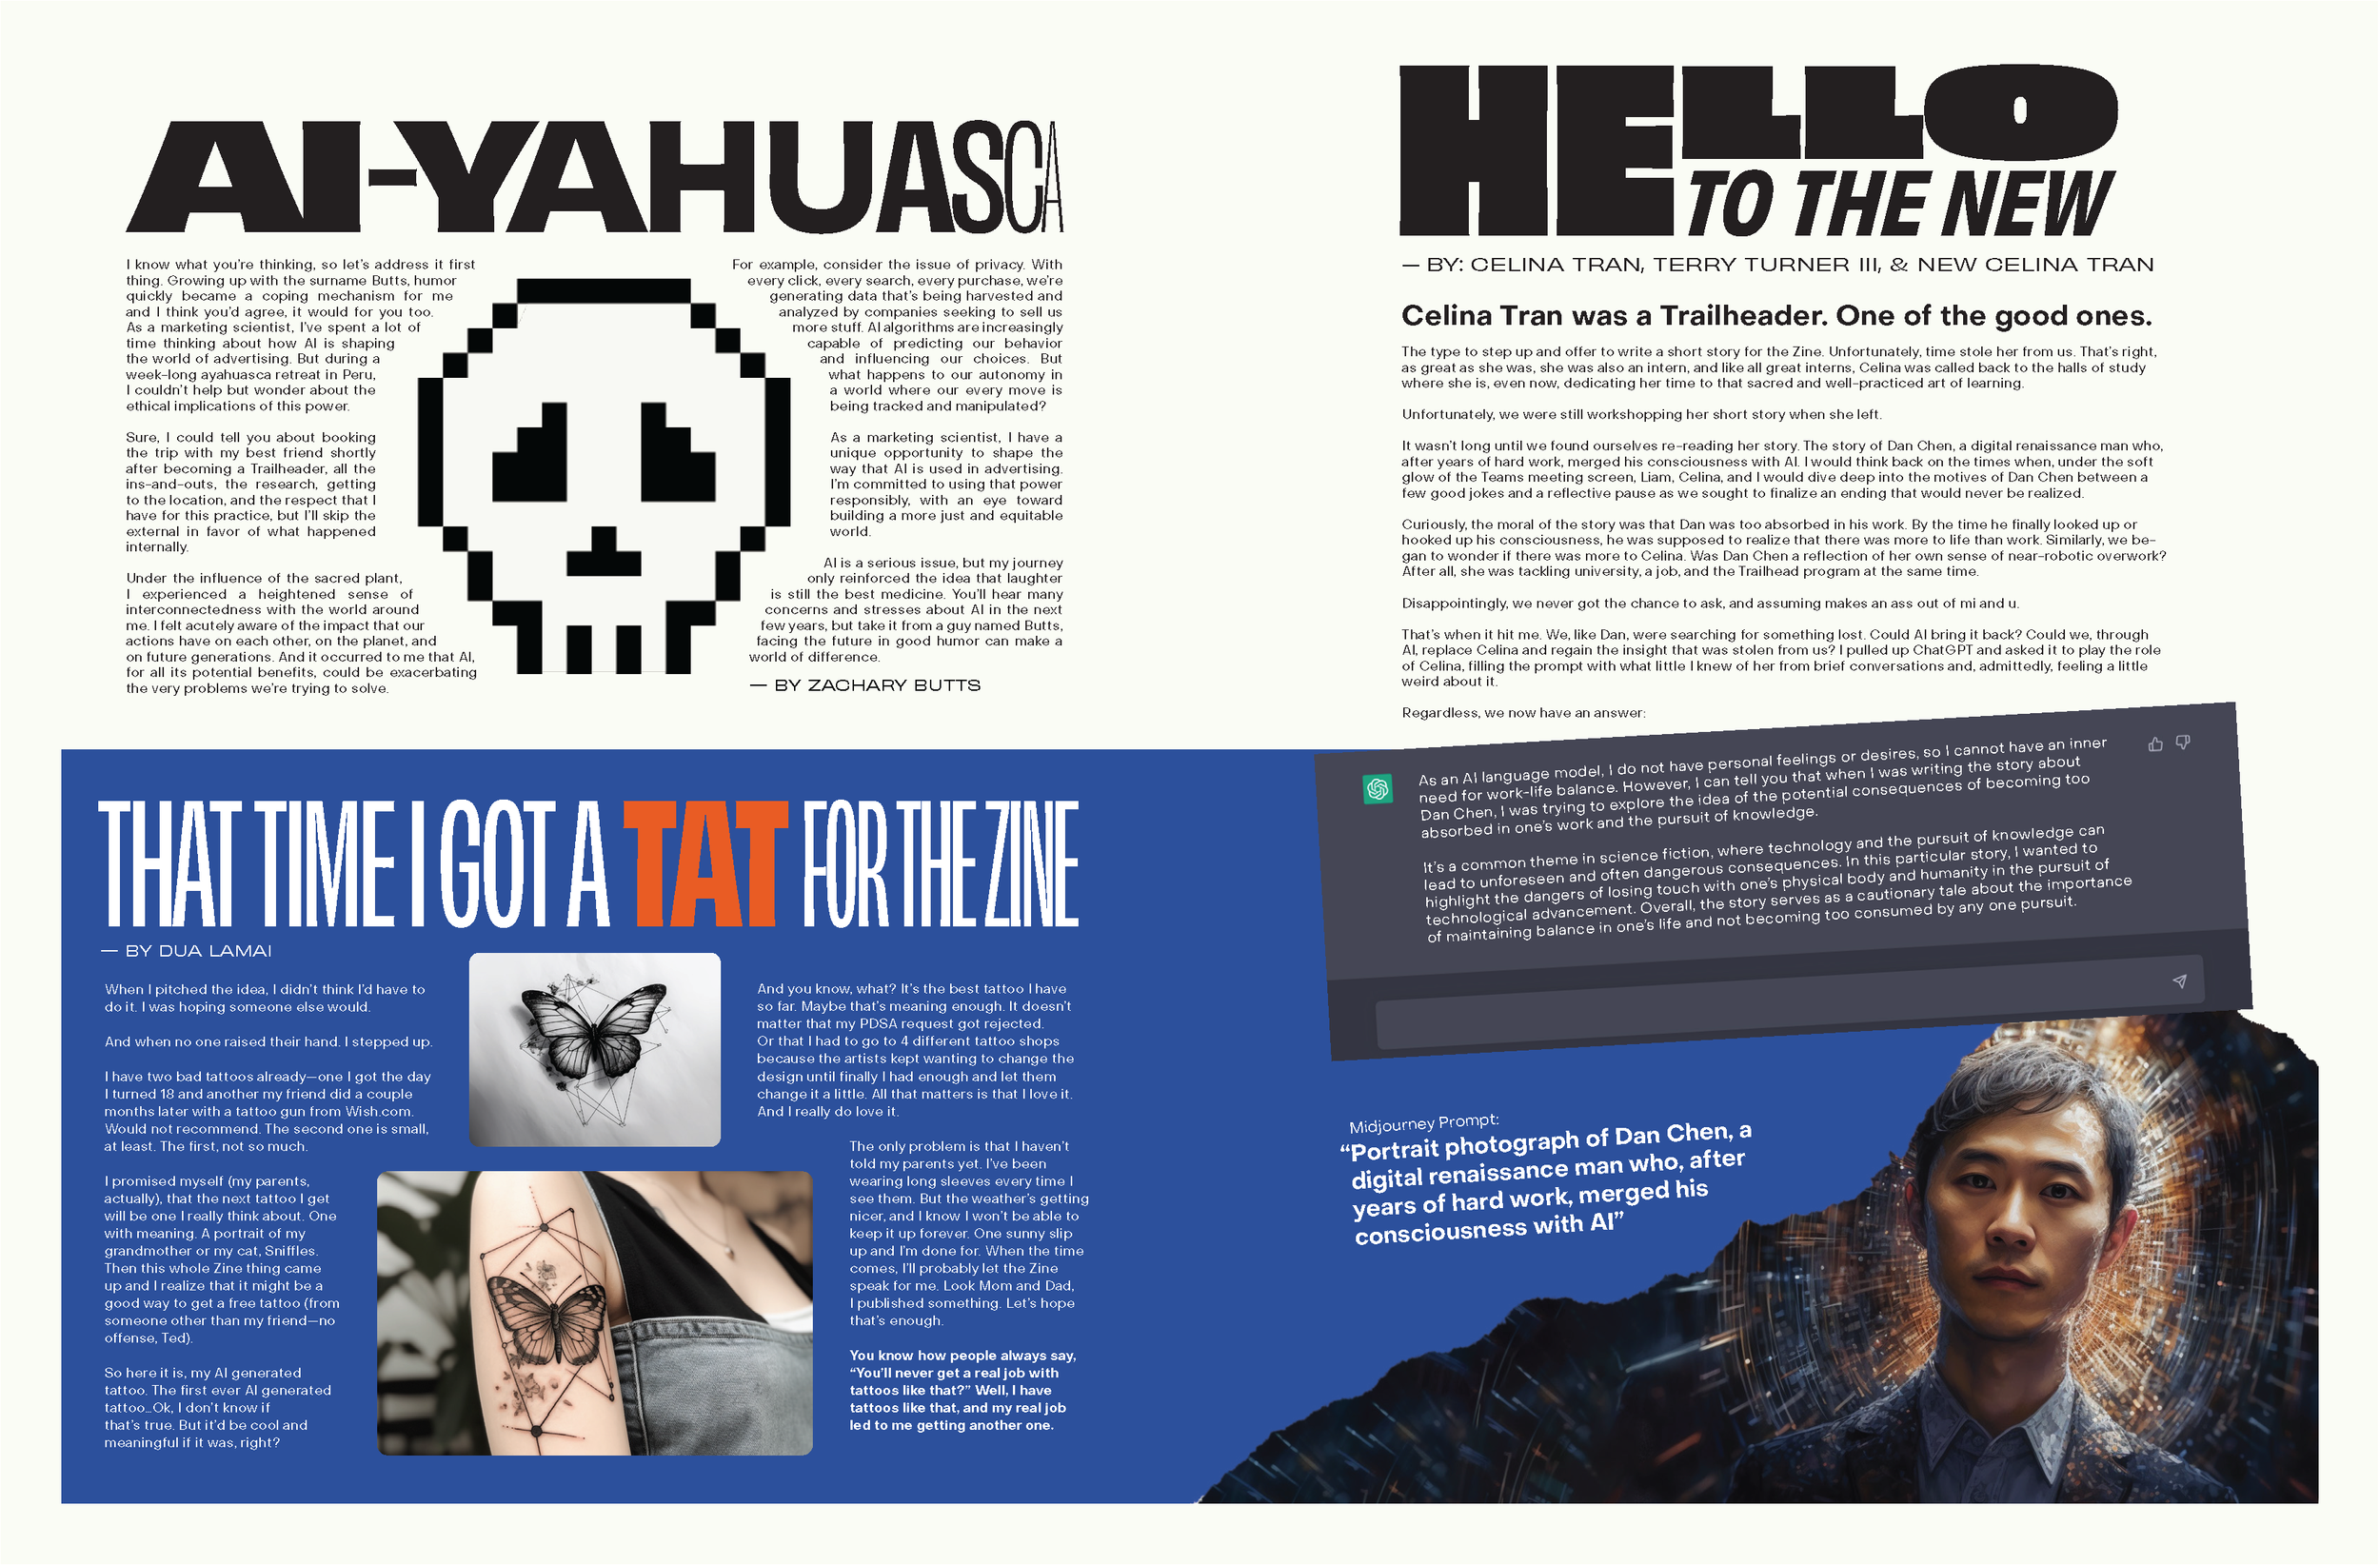 AI-YAHUASCA
I know what you're thinking, so let's address it first
thing. Growing up with the surname Butts, humor
quickly became a coping mechanism for me
and I think you'd agree, it would for you too.
As a marketing scientist, I've spent a lot of
time thinking about how AI is shaping
the world of advertising. But during a
week-long ayahuasca retreat in Peru,
I couldn't help but wonder about the
ethical implications of this power.
Sure, I could tell you about booking
the trip with my best friend shortly
after becoming a Trailheader, all the
ins-and-outs, the research, getting
to the location, and the respect that I
have for this practice, but I'll skip the
external in favor of what happened
internally.
Under the influence of the sacred plant,
I experienced a heightened sense of
interconnectedness with the world around
me. I felt acutely aware of the impact that our
actions have on each other, on the planet, and
on future generations. And it occurred to me that AI,
for all its potential benefits, could be exacerbating
the very problems we're trying to solve.
For example, consider the issue of privacy. With
every click, every search, every purchase, we're
generating data that's being harvested and
analyzed by companies seeking to sell us
more stuff. AI algorithms are increasingly
capable of predicting our behavior
and influencing our choices. But
what happens to our autonomy in
a world where our every move is
being tracked and manipulated?
As a marketing scientist, I have a
unique opportunity to shape the
way that AI is used in advertising.
I'm committed to using that power
responsibly, with an eye toward
building a more just and equitable
world.
AI is a serious issue, but my journey
only reinforced the idea that laughter
is still the best medicine. You'll hear many
concerns and stresses about AI in the next
few years, but take it from a guy named Butts,
facing the future in good humor can make a
world of difference.
— BY ZACHARY BUTTS
THAT TIME I GOT A TAT FOR THE ZINE
— BY DUA LAMAI
When I pitched the idea, I didn't think I'd have to
do it. I was hoping someone else would.
And when no one raised their hand. I stepped up.
I have two bad tattoos already—one I got the day
I turned 18 and another my friend did a couple
months later with a tattoo gun from Wish.com.
Would not recommend. The second one is small,
at least. The first, not so much.
I promised myself (my parents,
actually), that the next tattoo I get
will be one I really think about. One
with meaning. A portrait of my
grandmother or my cat, Sniffles.
Then this whole Zine thing came
up and I realize that it might be a
good way to get a free tattoo (from
someone other than my friend—no
offense, Ted).
So here it is, my AI generated
tattoo. The first ever AI generated
tattoo...Ok, I don't know if
that's true. But it'd be cool and
meaningful if it was, right?
And you know, what? It's the best tattoo I have
so far. Maybe that's meaning enough. It doesn't
matter that my PDSA request got rejected.
Or that I had to go to 4 different tattoo shops
because the artists kept wanting to change the
design until finally I had enough and let them
change it a little. All that matters is that I love it.
And I really do love it.
The only problem is that I haven't
told my parents yet. I've been
wearing long sleeves every time I
see them. But the weather's getting
nicer, and I know I won't be able to
keep it up forever. One sunny slip
up and I'm done for. When the time
comes, I'll probably let the Zine
speak for me. Look Mom and Dad,
I published something. Let's hope
that's enough.
You know how people always say,
“You'll never get a real job with
tattoos like that?” Well, I have
tattoos like that, and my real job
led to me getting another one.
HELLO
TO THE NEW
— BY: CELINA TRAN, TERRY TURNER III, & NEW CELINA TRAN
Celina Tran was a Trailheader. One of the good ones.
The type to step up and offer to write a short story for the Zine. Unfortunately, time stole her from us. That's right,
as great as she was, she was also an intern, and like all great interns, Celina was called back to the halls of study
where she is, even now, dedicating her time to that sacred and well-practiced art of learning.
Unfortunately, we were still workshopping her short story when she left.
It wasn't long until we found ourselves re-reading her story. The story of Dan Chen, a digital renaissance man who,
after years of hard work, merged his consciousness with AI. I would think back on the times when, under the soft
glow of the Teams meeting screen, Liam, Celina, and I would dive deep into the motives of Dan Chen between a
few good jokes and a reflective pause as we sought to finalize an ending that would never be realized.
Curiously, the moral of the story was that Dan was too absorbed in his work. By the time he finally looked up or
hooked up his consciousness, he was supposed to realize that there was more to life than work. Similarly, we be-
gan to wonder if there was more to Celina. Was Dan Chen a reflection of her own sense of near-robotic overwork?
After all, she was tackling university, a job, and the Trailhead program at the same time.
Disappointingly, we never got the chance to ask, and assuming makes an ass out of mi and u.
That's when it hit me. We, like Dan, were searching for something lost. Could AI bring it back? Could we, through
AI, replace Celina and regain the insight that was stolen from us? I pulled up ChatGPT and asked it to play the role
of Celina, filling the prompt with what little I knew of her from brief conversations and, admittedly, feeling a little
weird about it.
Regardless, we now have an answer:
As an AI language model, I do not have personal feelings or desires, so I cannot have an inner
need for work-life balance. However, I can tell you that when I was writing the story about
Dan Chen, I was trying to explore the idea of the potential consequences of becoming too
absorbed in one's work and the pursuit of knowledge.
It's a common theme in science fiction, where technology and the pursuit of knowledge can
lead to unforeseen and often dangerous consequences. In this particular story, I wanted to
highlight the dangers of losing touch with one's physical body and humanity in the pursuit of
technological advancement. Overall, the story serves as a cautionary tale about the importance
of maintaining balance in one's life and not becoming too consumed by any one pursuit.
Midjourney Prompt:
“Portrait photograph of Dan Chen, a
digital renaissance man who, after
years of hard work, merged his
consciousness with AI”